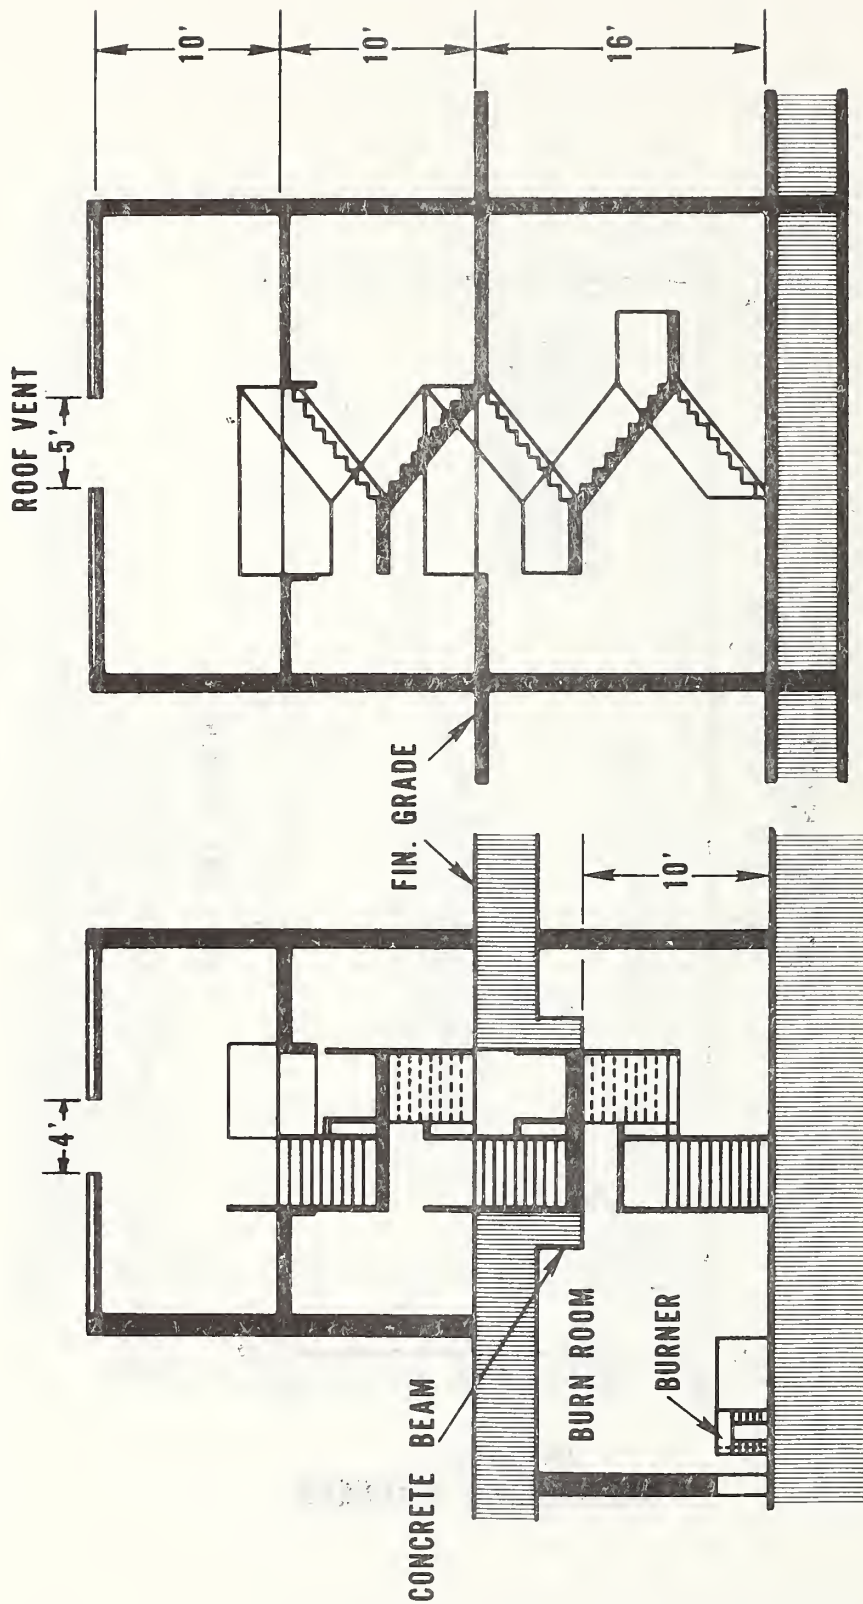 4'
CONCRETE BEAM
FIN. GRADE
BURN ROOM
BURNER
10'
ROOF VENT
5'
10'
10'
16'